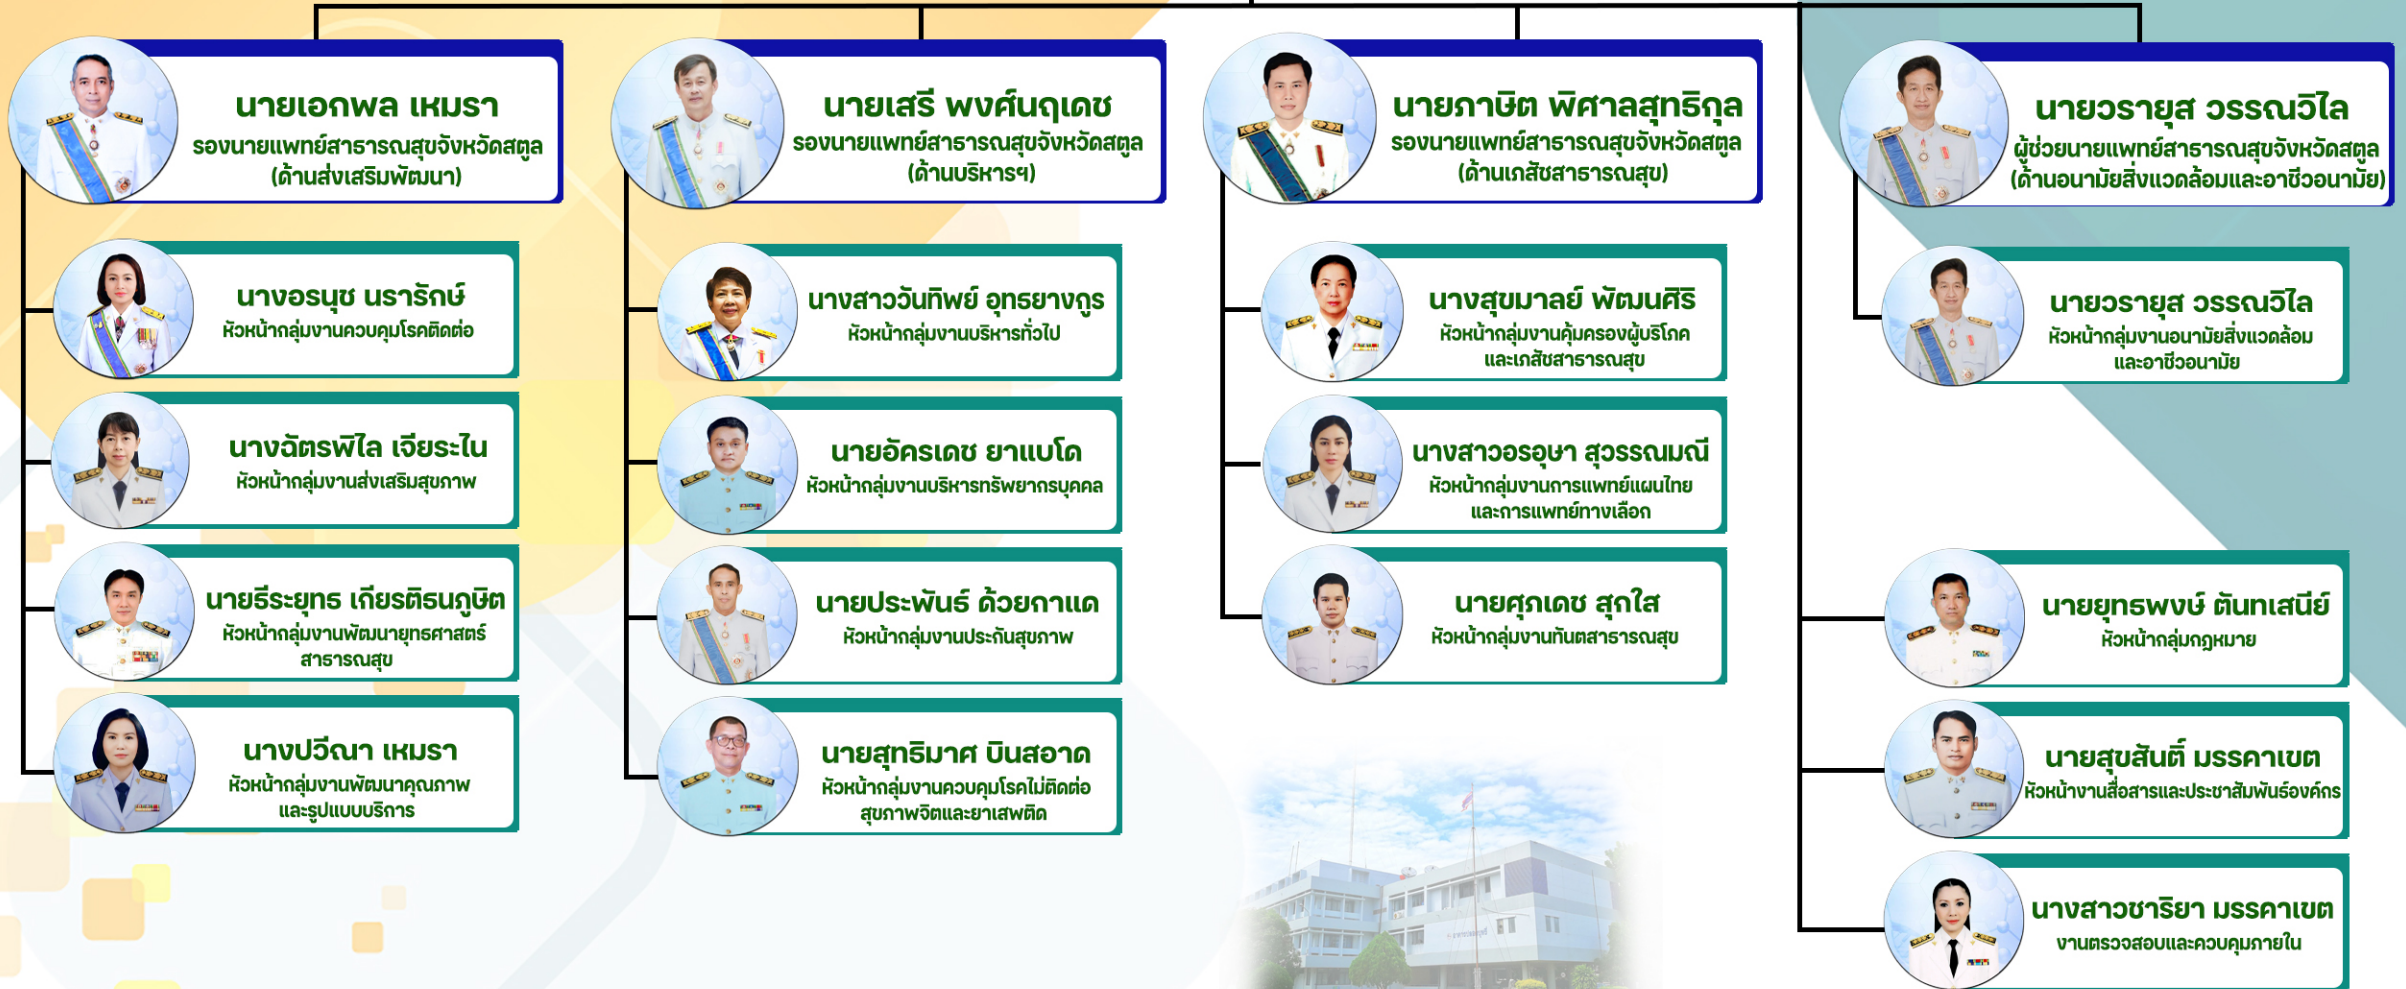 นายเอกพล เหมรา
รองนายแพทย์สาธารณสุขจังหวัดสตูล
(ด้านส่งเสริมพัฒนา)
นายเสรี พงศ์นฤเดช
รองนายแพทย์สาธารณสุขจังหวัดสตูล
(ด้านบริหารฯ)
นายภาษิต พิศาลสุทธิกุล
รองนายแพทย์สาธารณสุขจังหวัดสตูล
(ด้านเภสัชสาธารณสุข)
นายวรายุส วรรณวิไล
ผู้ช่วยนายแพทย์สาธารณสุขจังหวัดสตูล
(ด้านอนามัยสิ่งแวดล้อมและอาชีวอนามัย)
นางอรนุช นรารักษ์
หัวหน้ากลุ่มงานควบคุมโรคติดต่อ
นางฉัตรพิไล เจียระไน
หัวหน้ากลุ่มงานส่งเสริมสุขภาพ
นายธีระยุทธ เกียรติธนภูษิต
หัวหน้ากลุ่มงานพัฒนายุทธศาสตร์
สาธารณสุข
นางปวีณา เหมรา
หัวหน้ากลุ่มงานพัฒนาคุณภาพ
และรูปแบบบริการ
นางสาววันทิพย์ อุทธยางกูร
หัวหน้ากลุ่มงานบริหารทั่วไป
นายอัครเดช ยาแบโด
หัวหน้ากลุ่มงานบริหารทรัพยากรบุคคล
นายประพันธ์ ด้วยกาแด
หัวหน้ากลุ่มงานประกันสุขภาพ
นายสุทธิมาศ บินสอาด
หัวหน้ากลุ่มงานควบคุมโรคไม่ติดต่อ
สุขภาพจิตและยาเสพติด
นางสุขมาลย์ พัฒนศิริ
หัวหน้ากลุ่มงานคุ้มครองผู้บริโภค
และเภสัชสาธารณสุข
นางสาวอรอุษา สุวรรณมณี
หัวหน้ากลุ่มงานการแพทย์แผนไทย
และการแพทย์ทางเลือก
นายศุภเดช สุกใส
หัวหน้ากลุ่มงานทันตสาธารณสุข
นายวรายุส วรรณวิไล
หัวหน้ากลุ่มงานอนามัยสิ่งแวดล้อม
และอาชีวอนามัย
นายยุทธพงษ์ ตันทเสนีย์
หัวหน้ากลุ่มกฎหมาย
นายสุขสันติ์ มรรคาเขต
หัวหน้างานสื่อสารและประชาสัมพันธ์องค์กร
นางสาวชาริยา มรรคาเขต
งานตรวจสอบและควบคุมภายใน